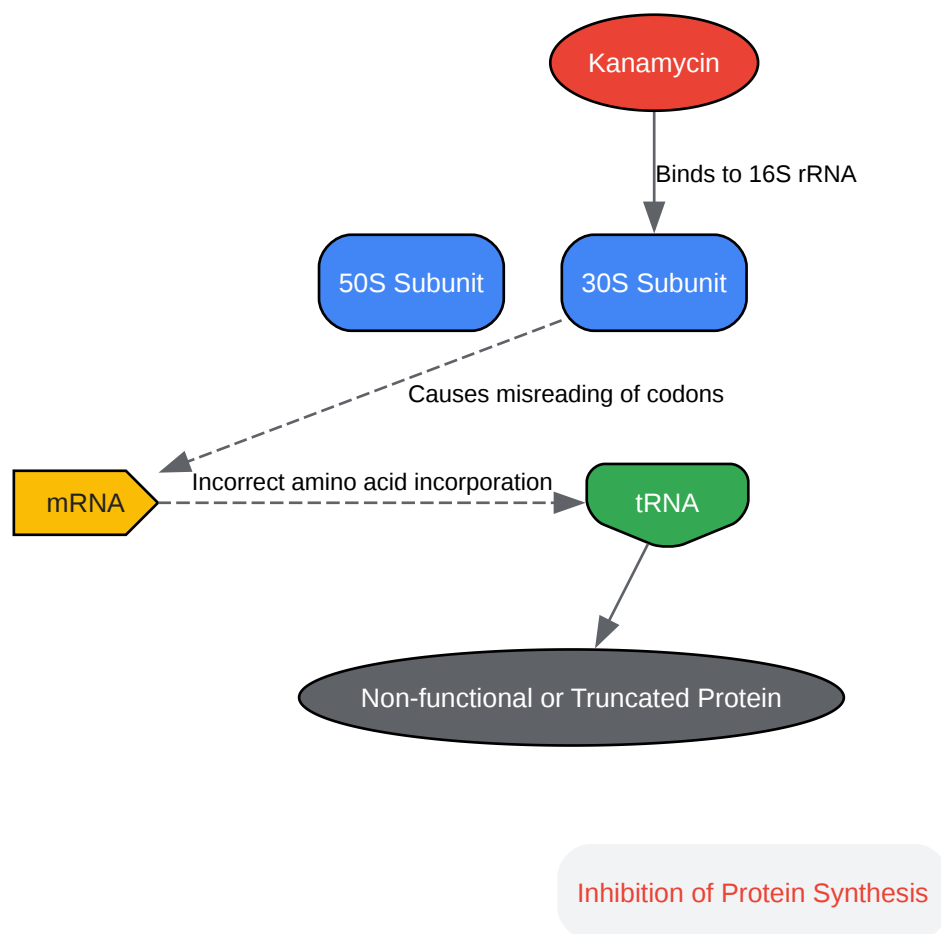 Kanamycin
Binds to 16S rRNA
50S Subunit
30S Subunit
Causes misreading of codons
mRNA
Incorrect amino acid incorporation
tRNA
Non-functional or Truncated Protein
Inhibition of Protein Synthesis